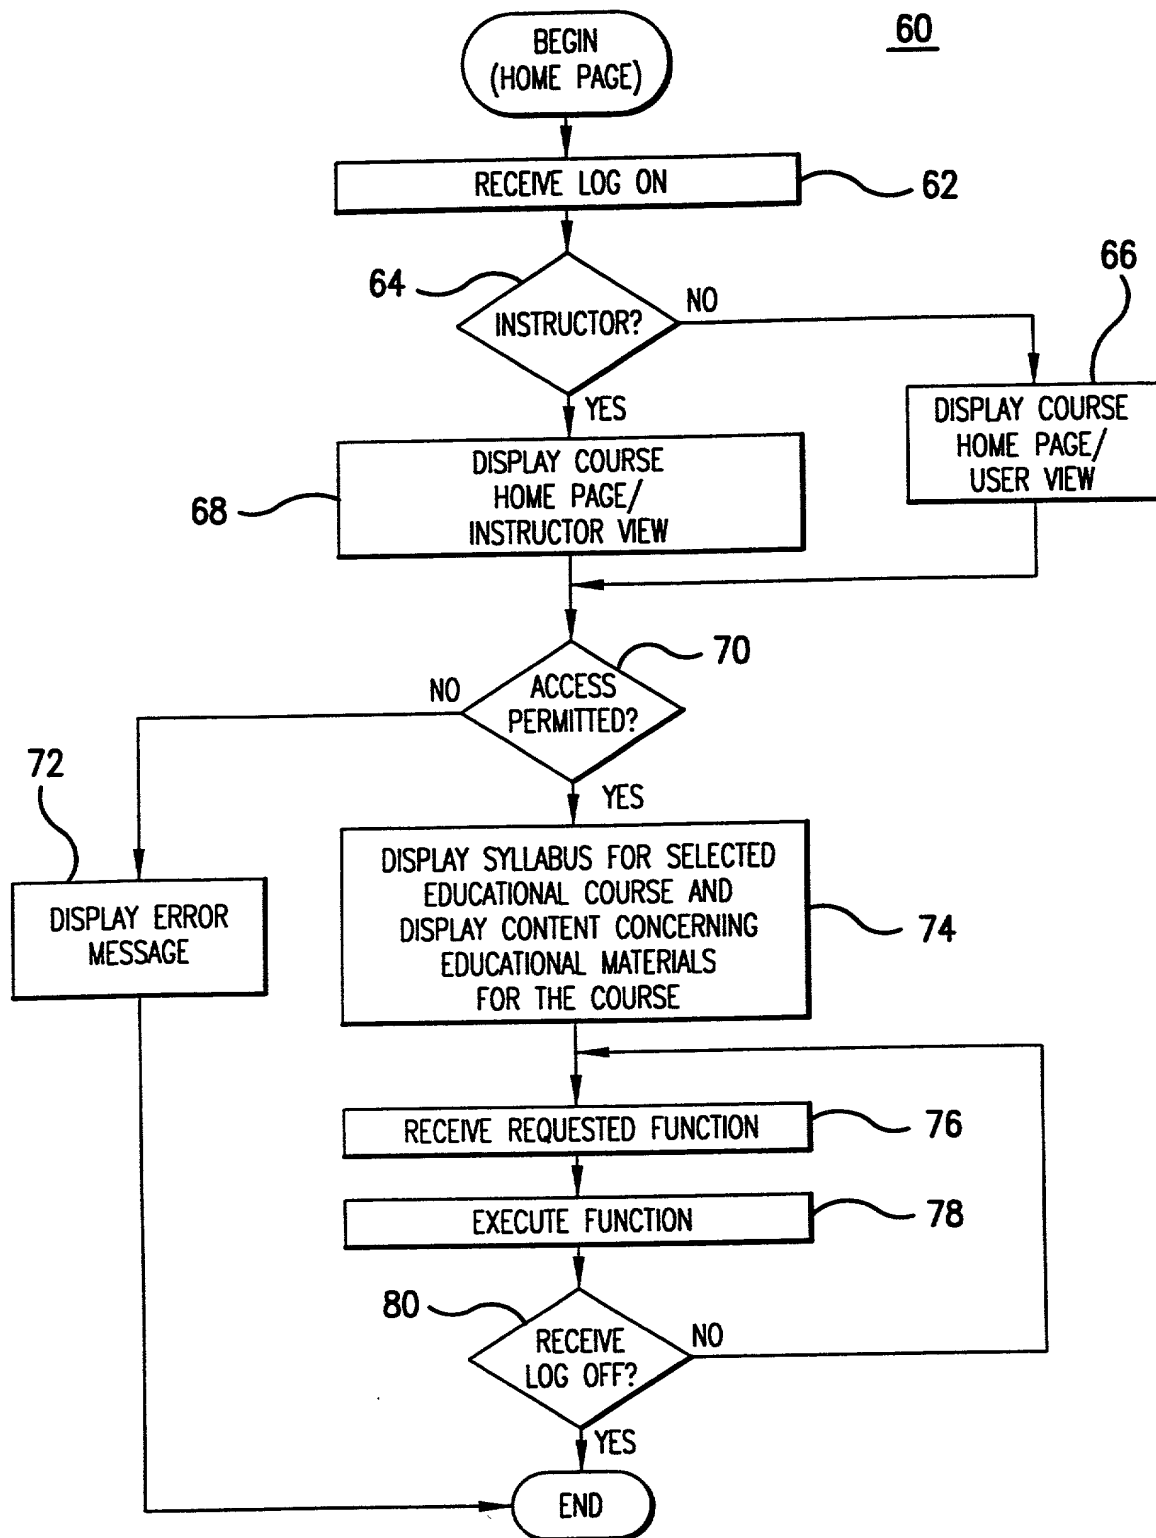 60
BEGIN
(HOME PAGE)
RECEIVE LOG ON
62
64
INSTRUCTOR?
NO
66
YES
DISPLAY COURSE
HOME PAGE/
USER VIEW
68
DISPLAY COURSE
HOME PAGE/
INSTRUCTOR VIEW
70
ACCESS
PERMITTED?
NO
72
YES
DISPLAY ERROR
MESSAGE
DISPLAY SYLLABUS FOR SELECTED
EDUCATIONAL COURSE AND
DISPLAY CONTENT CONCERNING
EDUCATIONAL MATERIALS
FOR THE COURSE
74
RECEIVE REQUESTED FUNCTION
76
EXECUTE FUNCTION
78
80
RECEIVE
LOG OFF?
NO
YES
END